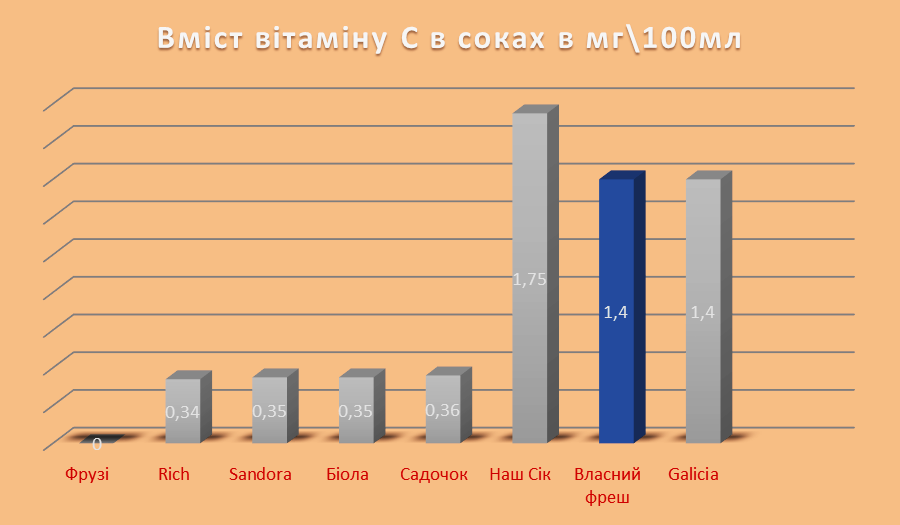 Вміст вітаміну С в соках в мг\100мл
1,75
1,4
1,4
0,34
0,35
0,35
0,36
0
Фрузі
Rich
Sandora
Біола
Садочок
Наш Сік
Власний
фреш
Galicia